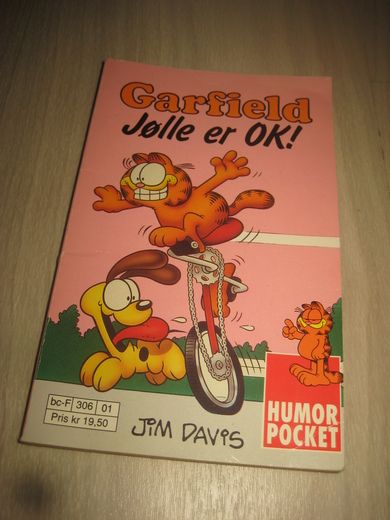 Garfield
Jølle er OK!
bc-F 306 01
Pris kr 19,50
JIM DAVIS
HUMOR
POCKET